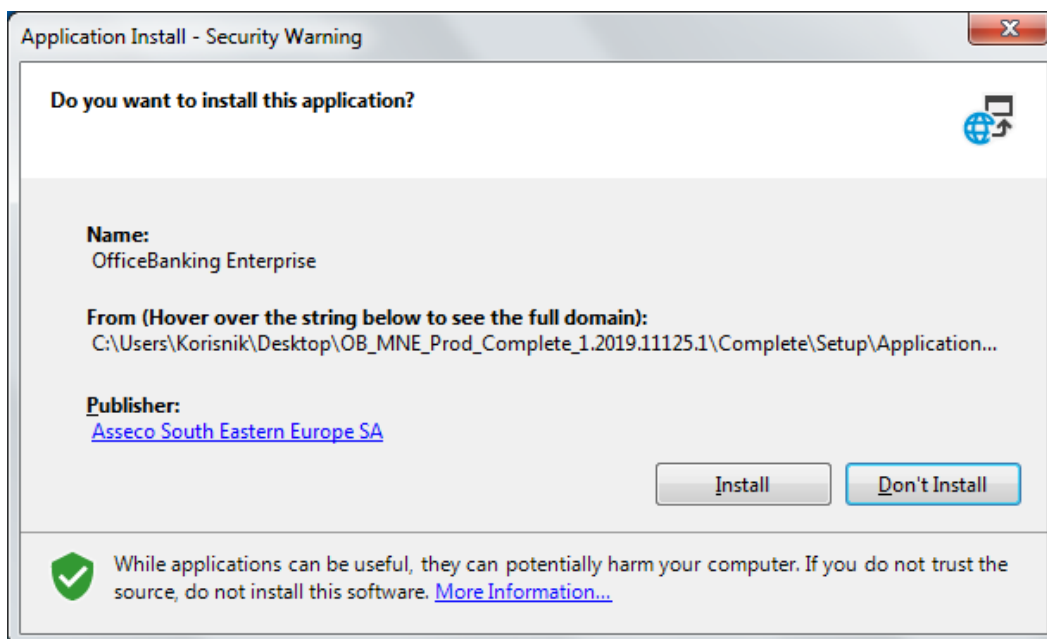 Application Install - Security Warning
Do you want to install this application?
Name:
OfficeBanking Enterprise
From (Hover over the string below to see the full domain):
C:\Users\Korisnik\Desktop\OB_MNE_Prod_Complete_1.2019.11125.1\Complete\Setup\Application...
Publisher:
Asseco South Eastern Europe SA
Install
Don't Install
While applications can be useful, they can potentially harm your computer. If you do not trust the
source, do not install this software. More Information...